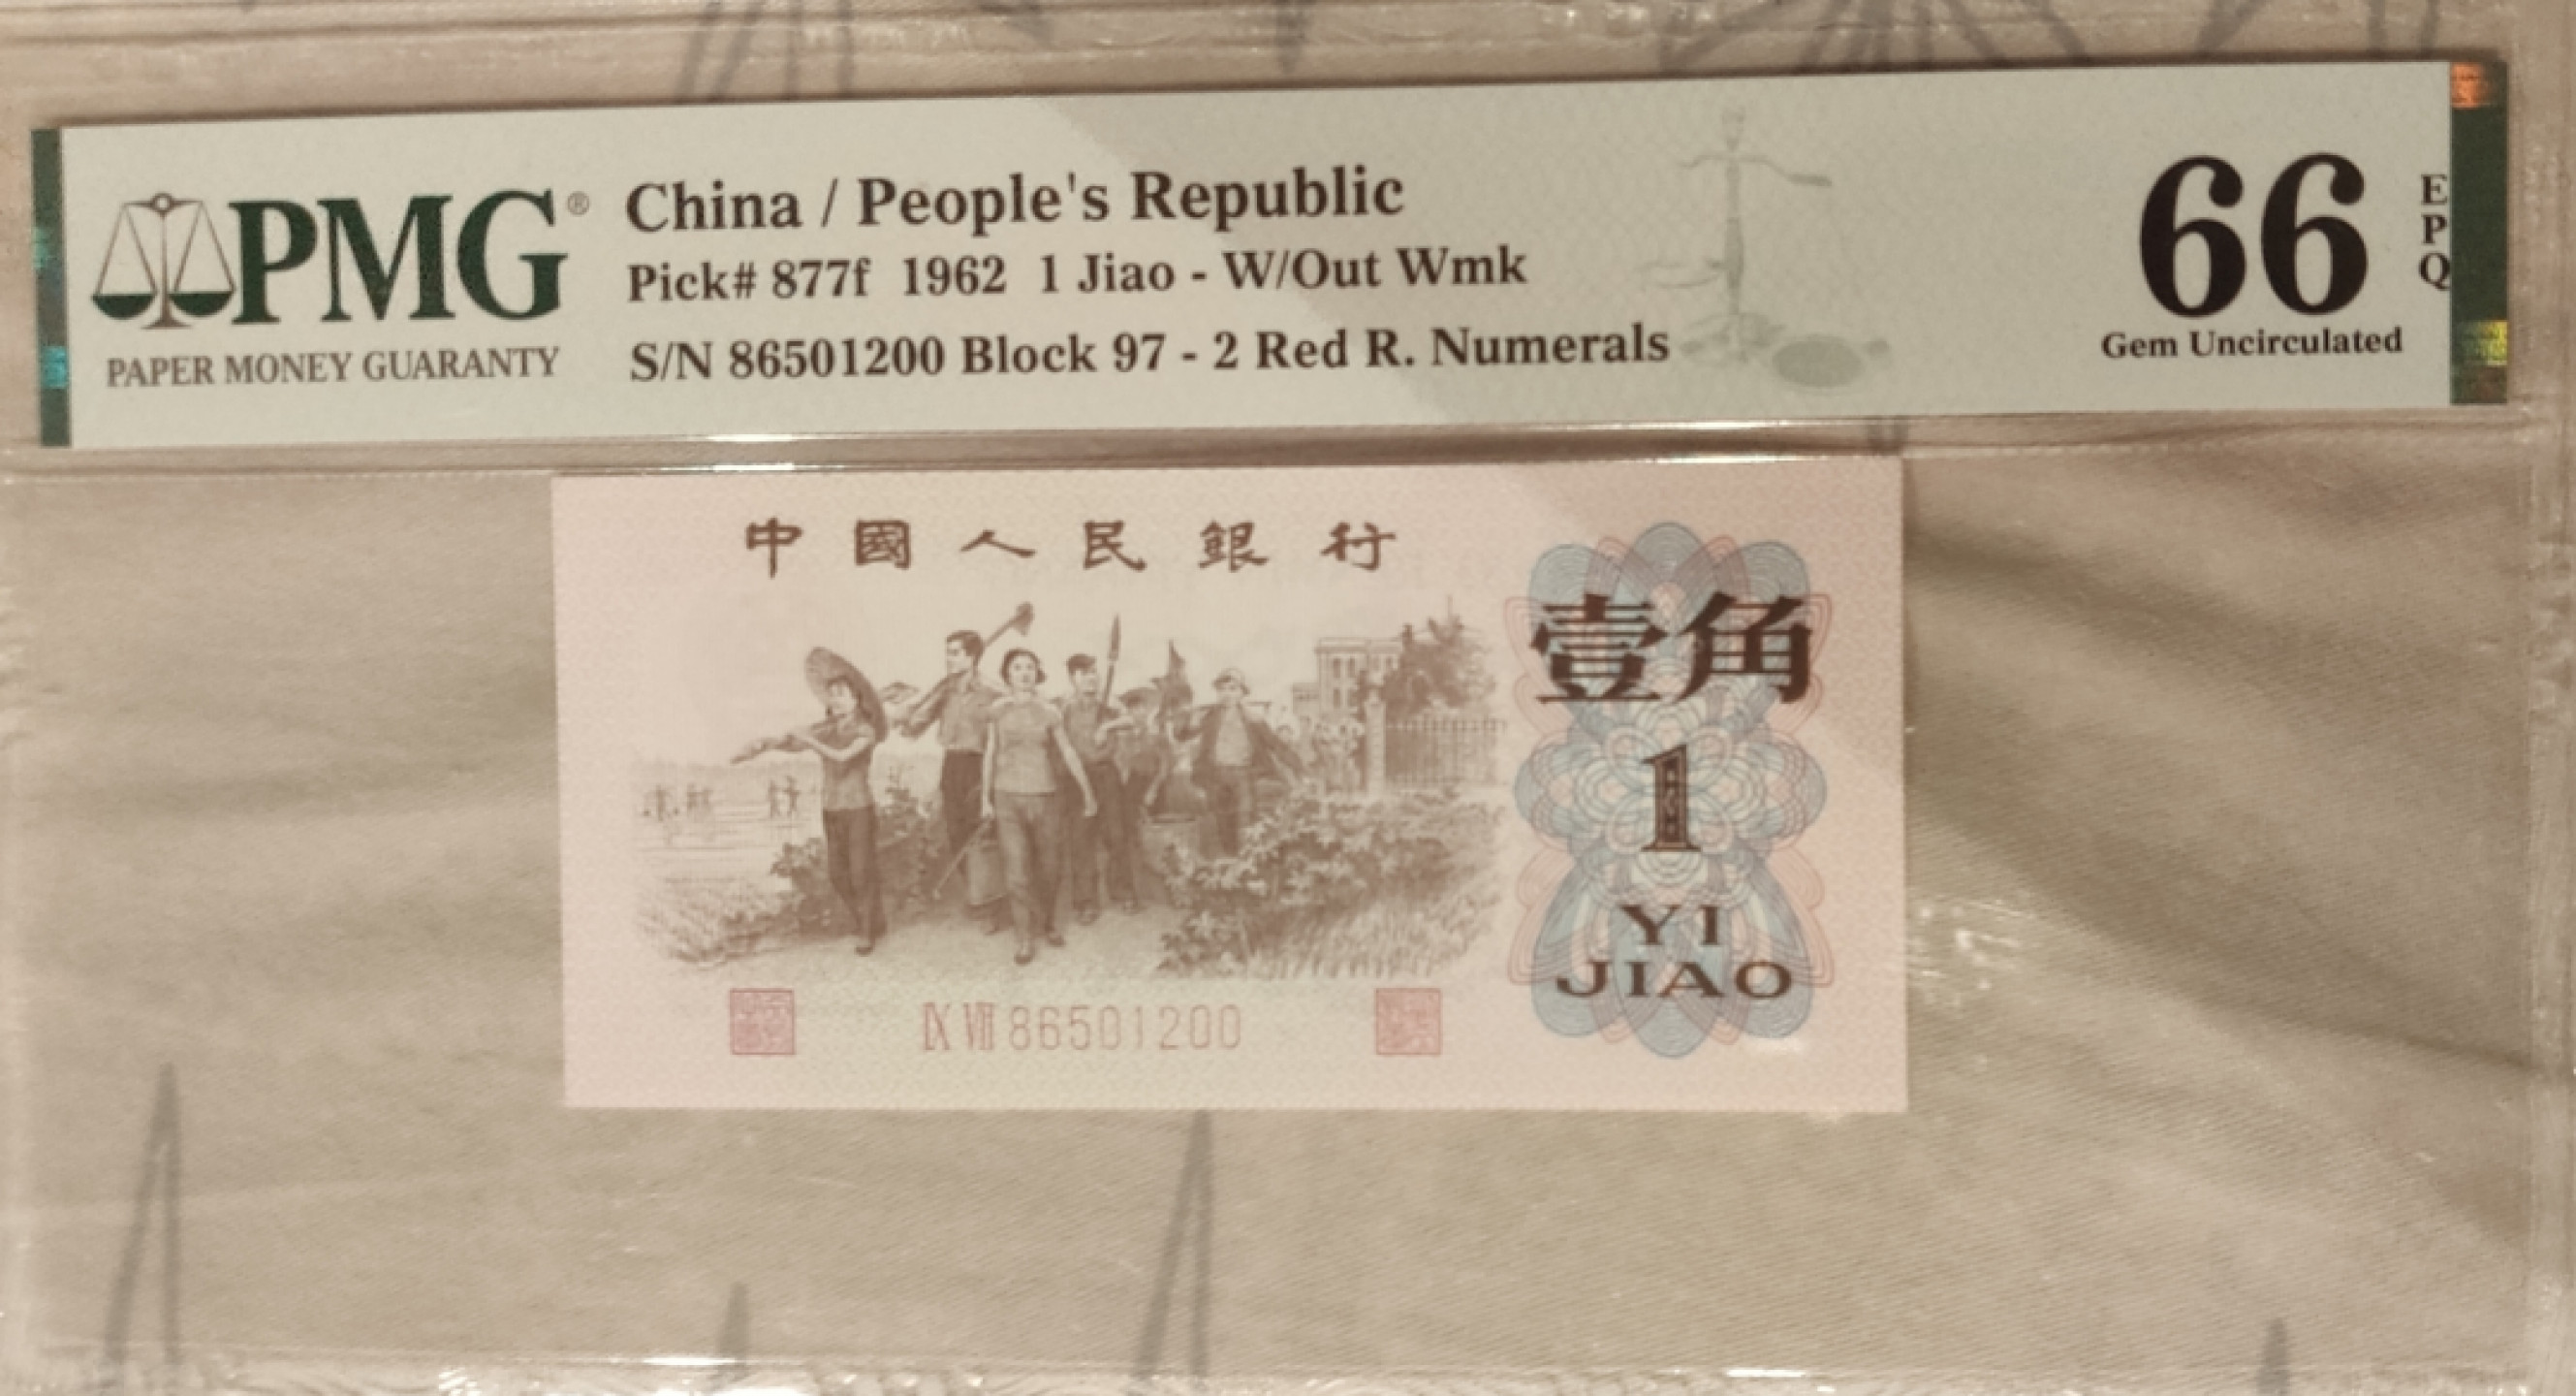 PMG®
PAPER MONEY GUARANTY
China / People's Republic
Pick# 877f 1962 1 Jiao - W/Out Wmk
S/N 86501200 Block 97 - 2 Red R. Numerals
66
EPQ
Gem Uncirculated
中國人民銀行
壹角
1
YI
JIAO
IX VII 86501200